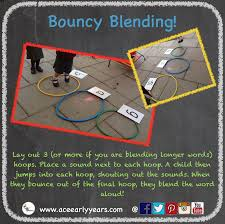 Bouncy Blending!
Lay out 3 (or more if you are blending longer words)
hoops. Place a sound next to each hoop. A child then
jumps into each hoop, shouting out the sounds. When
they bounce out of the final hoop, they blend the word
aloud!
www.aceearlyyears.com